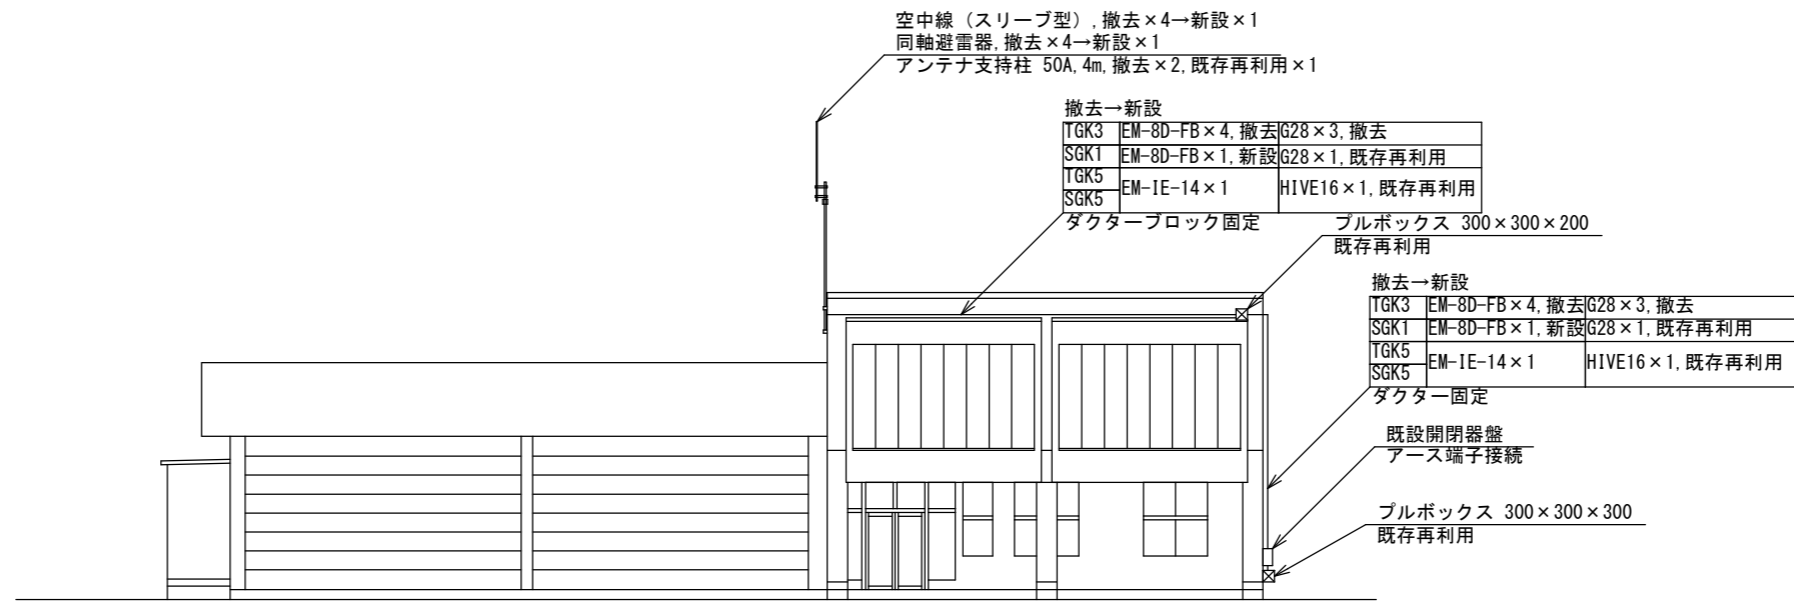 空中線（スリーブ型）,撤去×4→新設×1
同軸避雷器,撤去×4→新設×1
アンテナ支持柱 50A,4m,撤去×2,既存再利用×1
撤去→新設
TGK3 EM-8D-FB×4,撤去 G28×3,撤去
SGK1 EM-8D-FB×1,新設 G28×1,既存再利用
TGK5
EM-IE-14×1 HIVE16×1,既存再利用
SGK5
ダクターブロック固定
プルボックス 300×300×200
既存再利用
撤去→新設
TGK3 EM-8D-FB×4,撤去 G28×3,撤去
SGK1 EM-8D-FB×1,新設 G28×1,既存再利用
TGK5
EM-IE-14×1 HIVE16×1,既存再利用
SGK5
ダクター固定
既設開閉器盤
アース端子接続
プルボックス 300×300×300
既存再利用